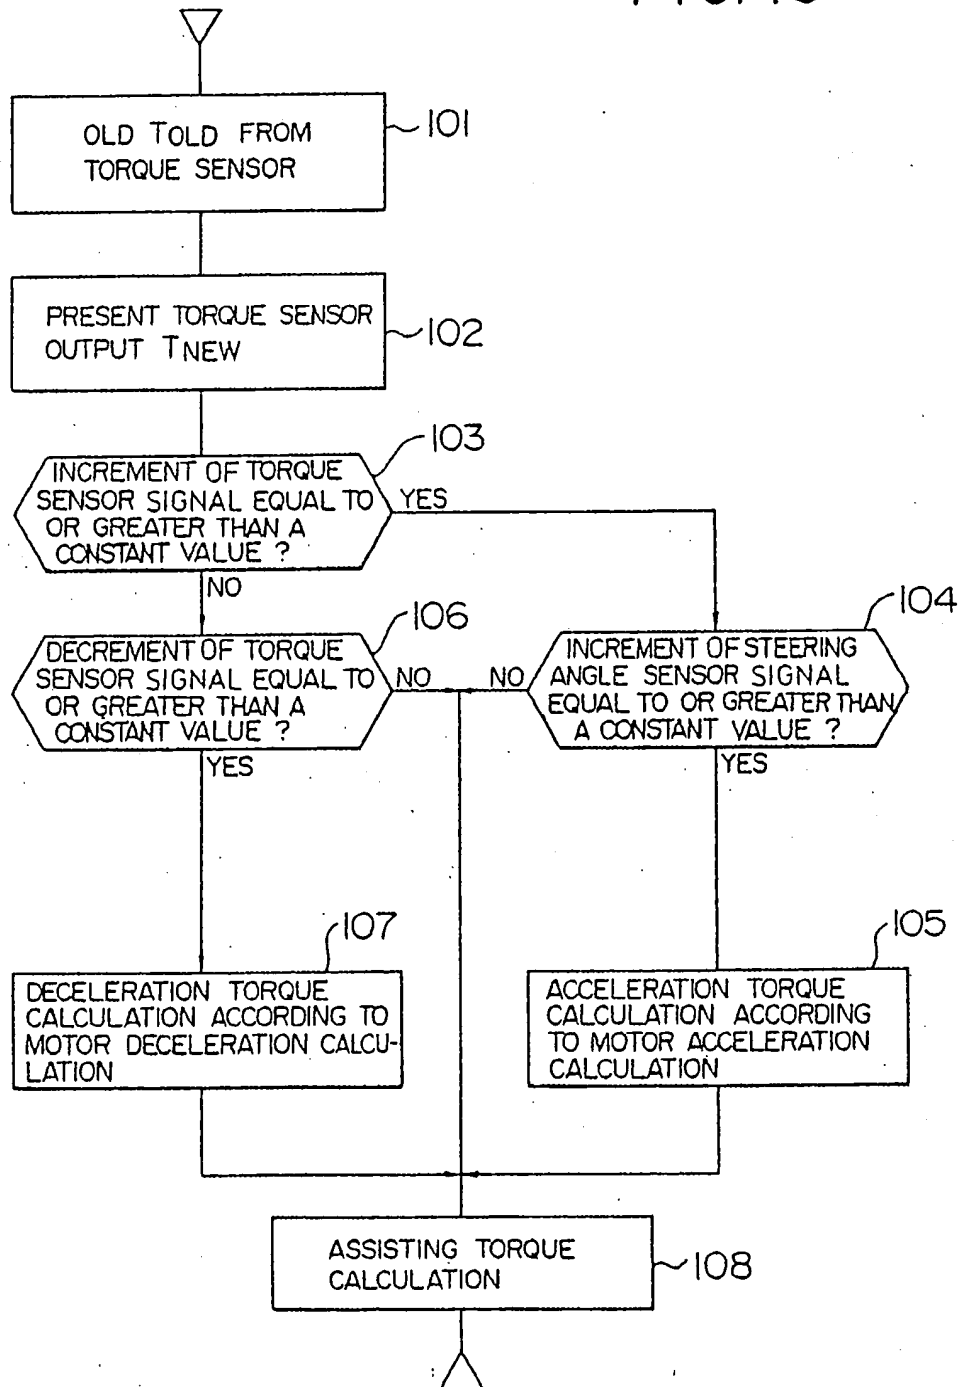 101
OLD TOLD FROM
TORQUE SENSOR
PRESENT TORQUE SENSOR
OUTPUT TNEW
102
103
INCREMENT OF TORQUE
SENSOR SIGNAL EQUAL TO
OR GREATER THAN A
CONSTANT VALUE ?
YES
NO
106
DECREMENT OF TORQUE
SENSOR SIGNAL EQUAL TO
OR GREATER THAN A
CONSTANT VALUE ?
NO
YES
104
INCREMENT OF STEERING
ANGLE SENSOR SIGNAL
EQUAL TO OR GREATER THAN
A CONSTANT VALUE ?
NO
YES
107
DECELERATION TORQUE
CALCULATION ACCORDING TO
MOTOR DECELERATION CALCU-
LATION
105
ACCELERATION TORQUE
CALCULATION ACCORDING
TO MOTOR ACCELERATION
CALCULATION
ASSISTING TORQUE
CALCULATION
108